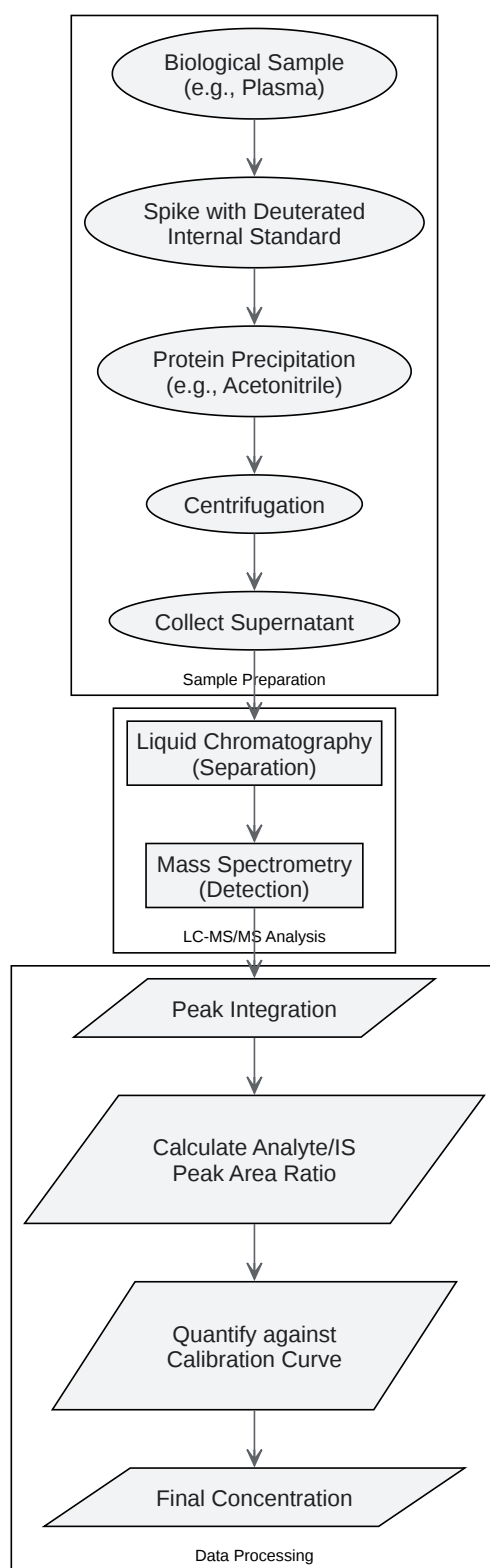 Biological Sample
(e.g., Plasma)
Spike with Deuterated
Internal Standard
Protein Precipitation
(e.g., Acetonitrile)
Centrifugation
Collect Supernatant
Sample Preparation
Liquid Chromatography
(Separation)
Mass Spectrometry
(Detection)
LC-MS/MS Analysis
Peak Integration
Calculate Analyte/IS
Peak Area Ratio
Quantify against
Calibration Curve
Final Concentration
Data Processing